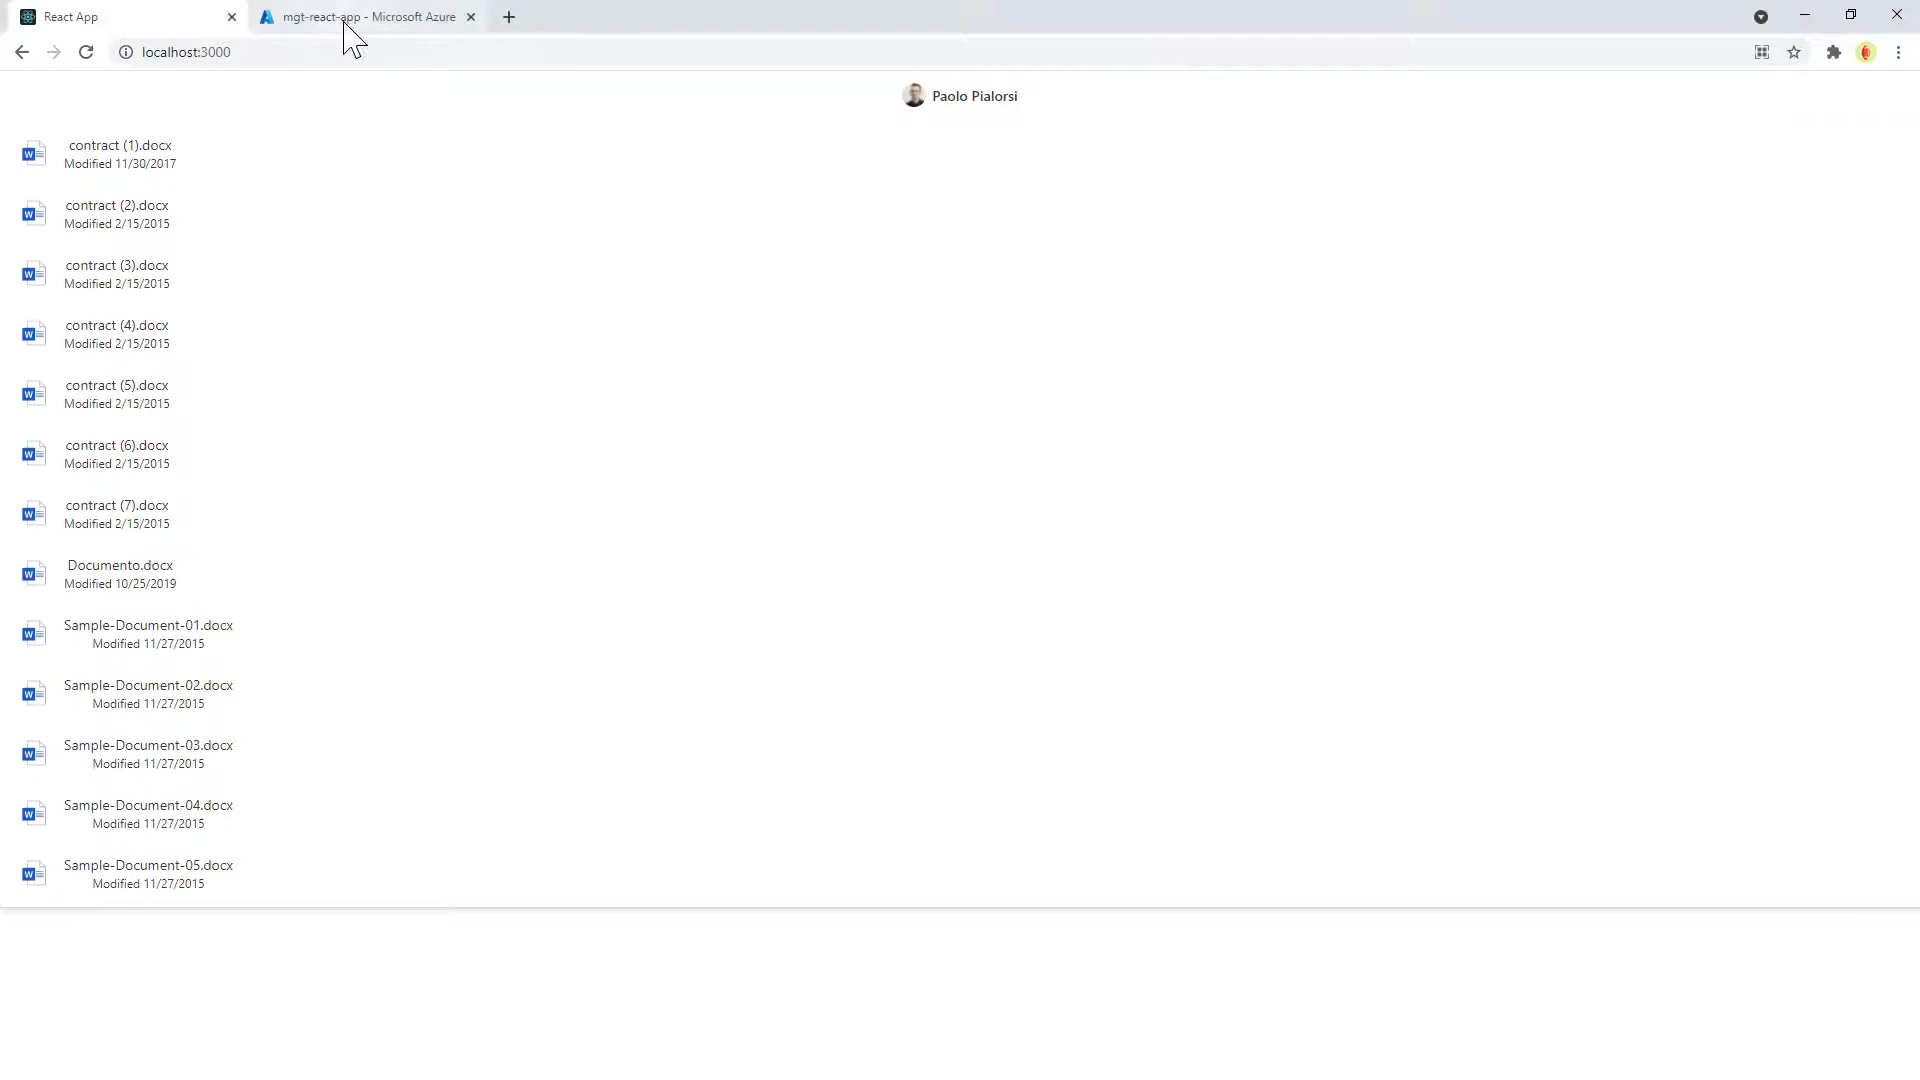 React App
mgt-react-app - Microsoft Azure
localhost:3000
Paolo Pialorsi
contract (1).docx
Modified 11/30/2017
contract (2).docx
Modified 2/15/2015
contract (3).docx
Modified 2/15/2015
contract (4).docx
Modified 2/15/2015
contract (5).docx
Modified 2/15/2015
contract (6).docx
Modified 2/15/2015
contract (7).docx
Modified 2/15/2015
Documento.docx
Modified 10/25/2019
Sample-Document-01.docx
Modified 11/27/2015
Sample-Document-02.docx
Modified 11/27/2015
Sample-Document-03.docx
Modified 11/27/2015
Sample-Document-04.docx
Modified 11/27/2015
Sample-Document-05.docx
Modified 11/27/2015